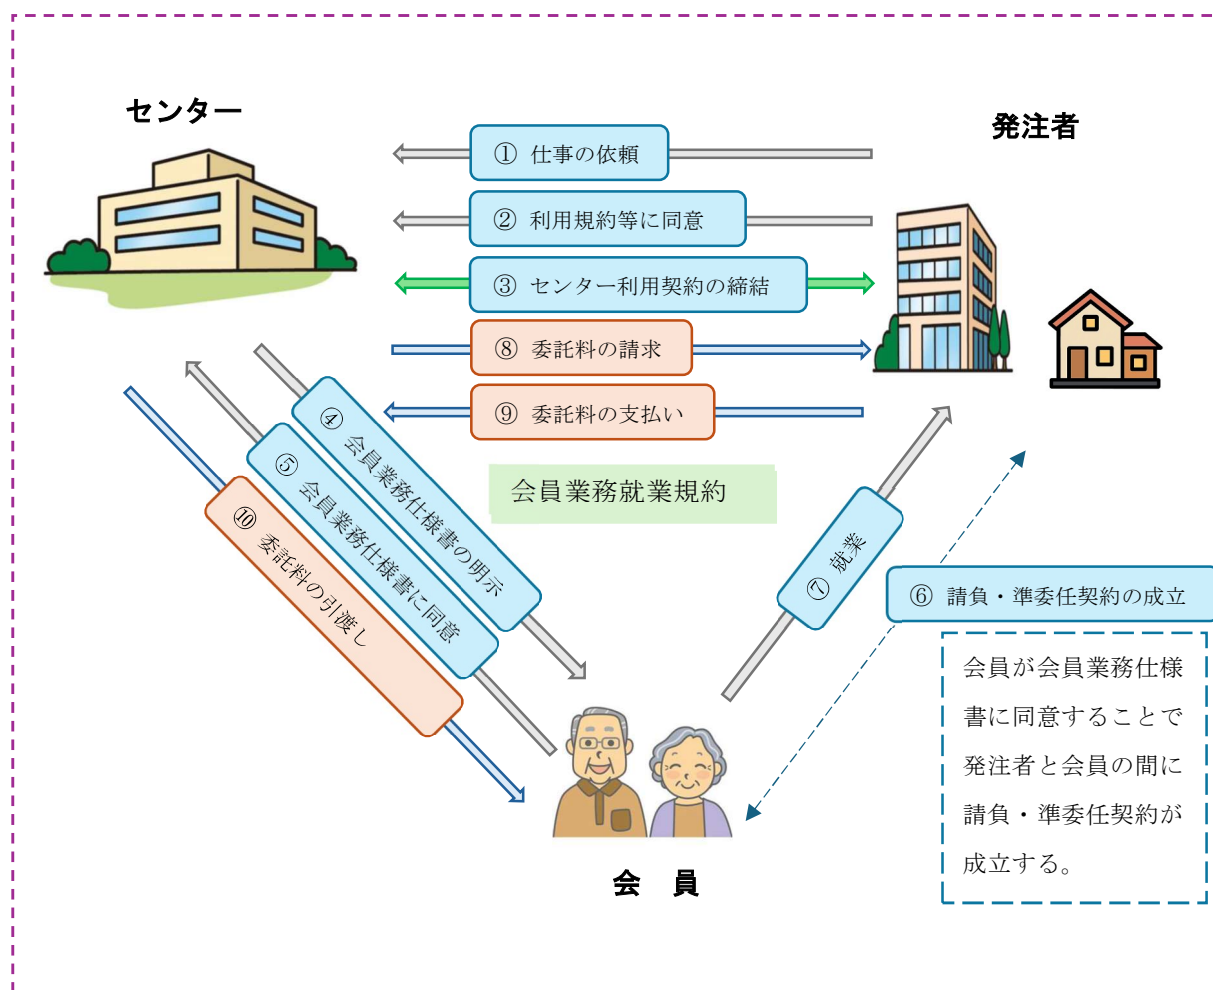 センター
発注者
① 仕事の依頼
② 利用規約等に同意
③ センター利用契約の締結
⑧ 委託料の請求
⑨ 委託料の支払い
④ 会員業務仕様書の明示
⑤ 会員業務仕様書に同意
⑩ 委託料の引渡し
会員業務就業規約
⑦ 就業
⑥ 請負・準委任契約の成立
会員が会員業務仕様
書に同意することで
発注者と会員の間に
請負・準委任契約が
成立する。
会 員